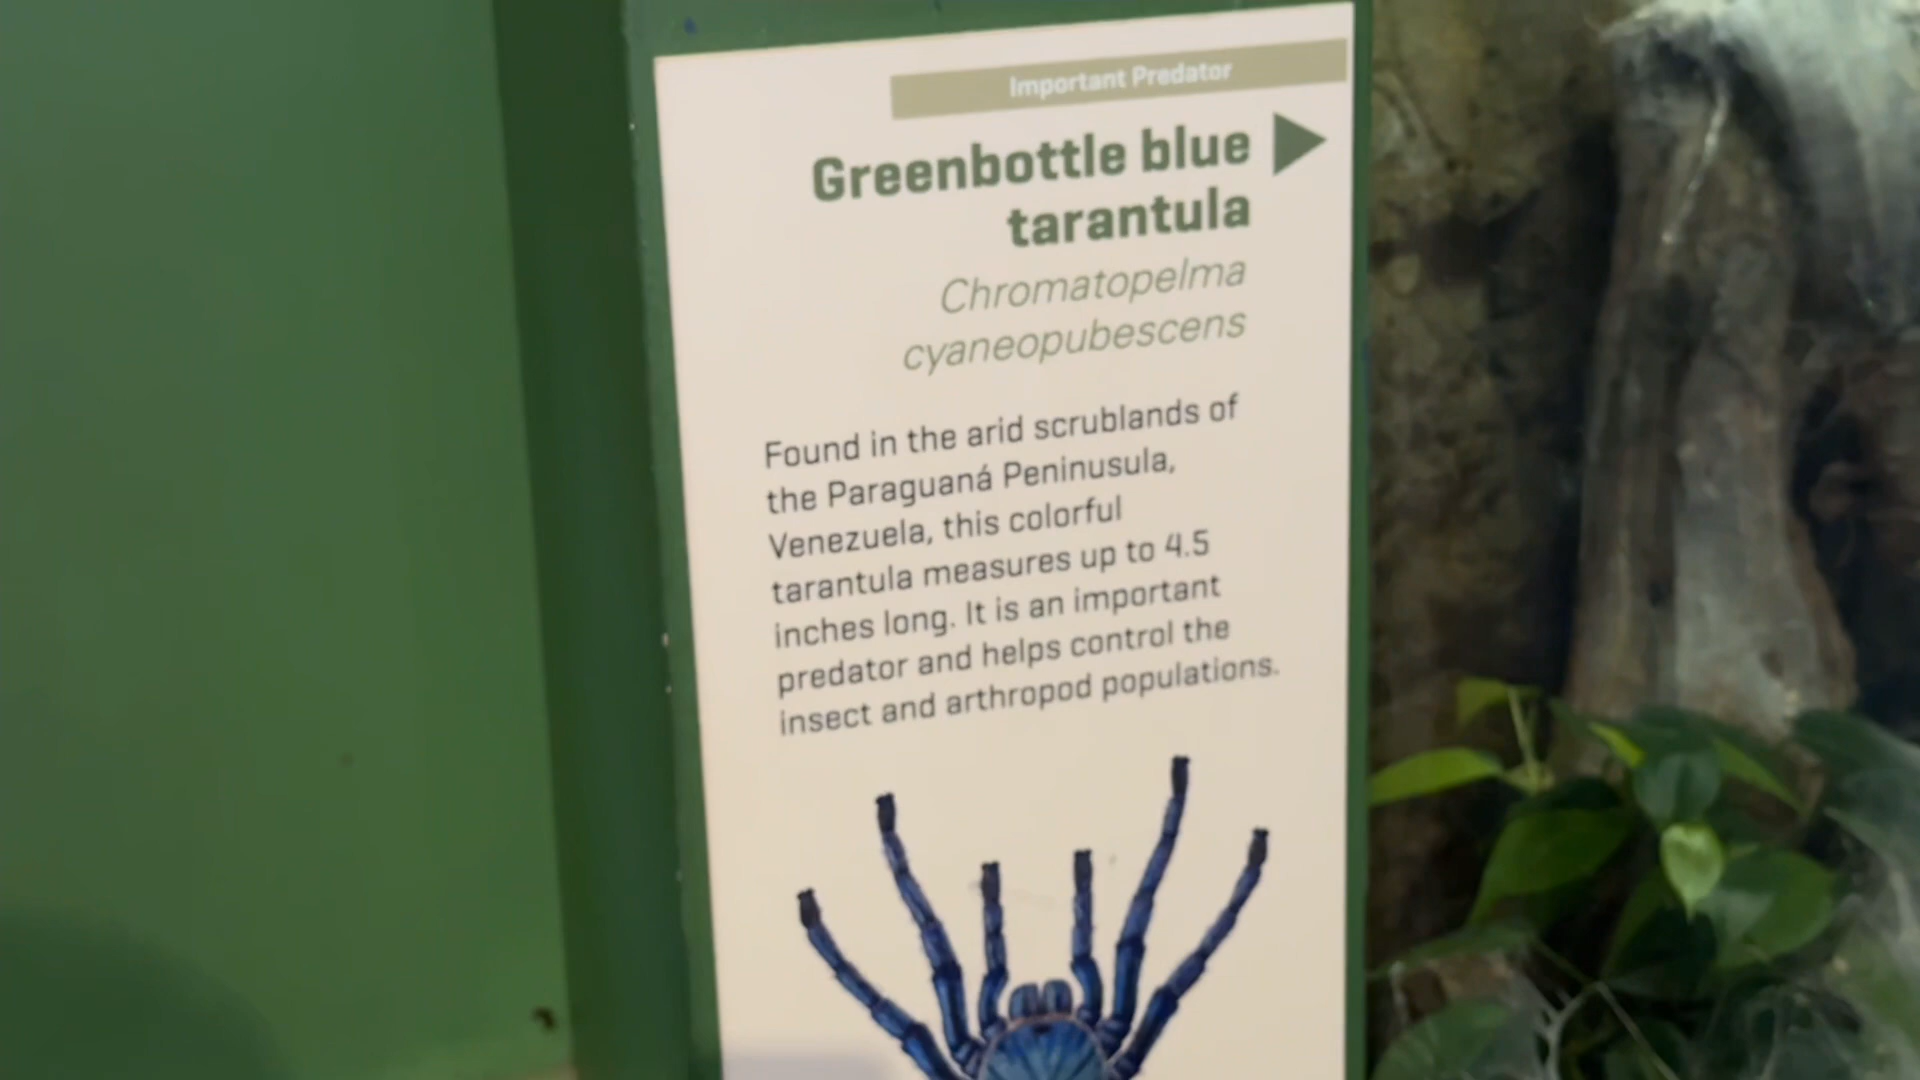 Important Predator
Greenbottle blue
tarantula
Chromatopelma
cyaneopubescens
Found in the arid scrublands of
the Paraguaná Peninusula,
Venezuela, this colorful
tarantula measures up to 4.5
inches long. It is an important
predator and helps control the
insect and arthropod populations.